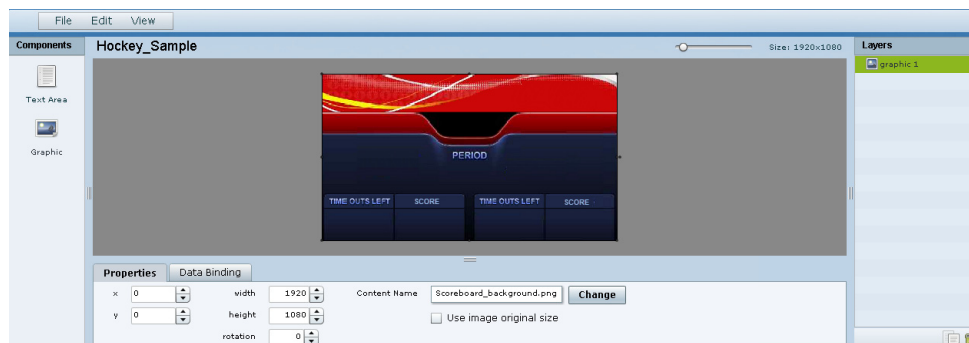 File Edit View
Components
Hockey_Sample
Size: 1920x1080
Layers
graphic 1
Text Area
Graphic
PERIOD
TIME OUTS LEFT SCORE TIME OUTS LEFT SCORE
Properties Data Binding
x 0 width 1920 Content Name Scoreboard_background.png Change
y 0 height 1080 Use image original size
rotation 0